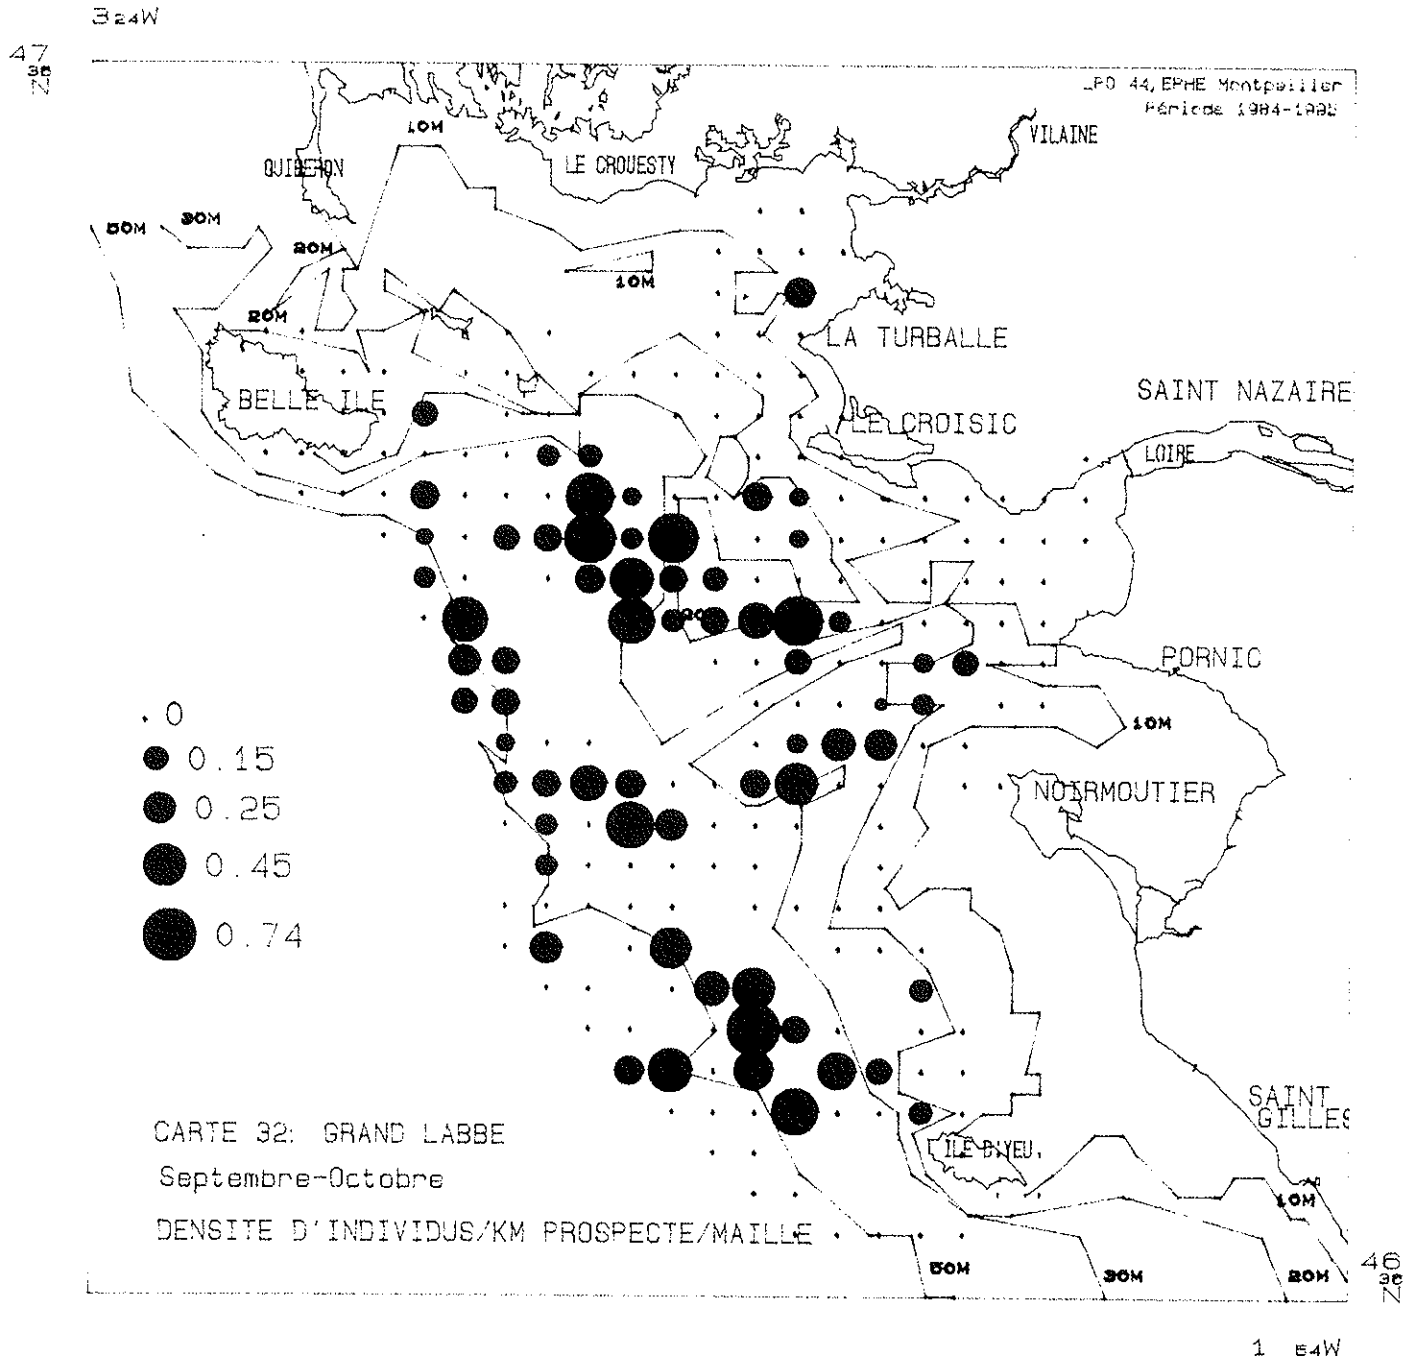 3 24W
47
36
N
LPO 44, EPHE Montpellier
Période 1984-1992
10M
VILAINE
QUIBERON
LE CROUESTY
50M
30M
20M
10M
20M
LA TURBALLE
SAINT NAZAIRE
BELLE ILE
LE CROISIC
LOIRE
PORNIC
0
10M
0.15
NOIRMOUTIER
0.25
0.45
0.74
SAINT
GILLES
CARTE 32: GRAND LABBE
ILE D'YEU
Septembre-Octobre
10M
DENSITE D'INDIVIDUS/KM PROSPECTE/MAILLE
50M
30M
20M
46
36
N
1 54W